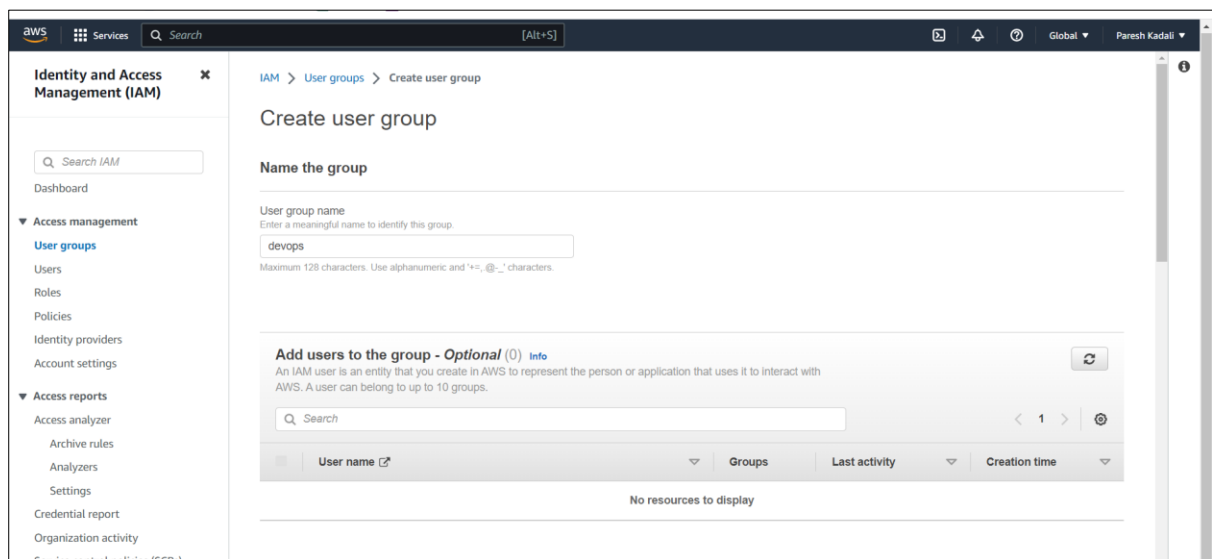 aws
Services
Search
[Alt+S]
Global
Paresh Kadali
Identity and Access
Management (IAM)
Search IAM
Dashboard
Access management
User groups
Users
Roles
Policies
Identity providers
Account settings
Access reports
Access analyzer
Archive rules
Analyzers
Settings
Credential report
Organization activity
IAM > User groups > Create user group
Create user group
Name the group
User group name
Enter a meaningful name to identify this group.
devops
Maximum 128 characters. Use alphanumeric and '+=,.@-_' characters.
Add users to the group - Optional (0) Info
An IAM user is an entity that you create in AWS to represent the person or application that uses it to interact with
AWS. A user can belong to up to 10 groups.
Search
1
User name
Groups
Last activity
Creation time
No resources to display